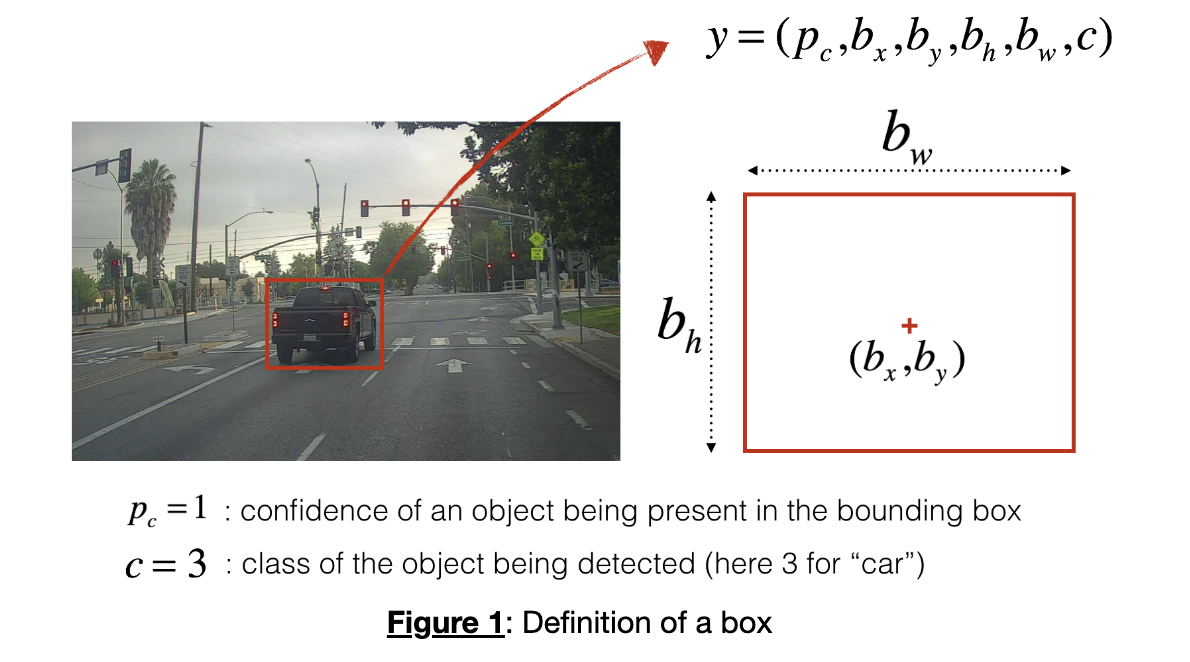 y = (p_c, b_x, b_y, b_h, b_w, c)
b_w
b_h
(b_x, b_y)
p_c = 1 : confidence of an object being present in the bounding box
c = 3 : class of the object being detected (here 3 for “car”)
Figure 1: Definition of a box